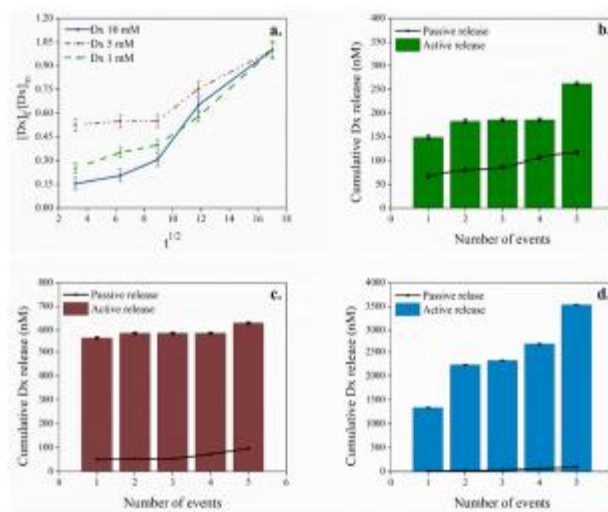 a.
Dx 10 mM
Dx 5 mM
Dx 1 mM
1.20
1.05
0.90
0.75
0.60
0.45
0.30
0.15
0.00
2 4 6 8 10 12 14 16 18
t1/2
b.
Passive release
Active release
400
350
300
250
200
150
100
50
0
0 1 2 3 4 5
Cumulative Dx release (nM)
Number of events
c.
Passive release
Active release
800
700
600
500
400
300
200
100
0
0 1 2 3 4 5 6
Cumulative Dx release (nM)
Number of events
d.
Passive relase
Active release
4000
3500
3000
2500
2000
1500
1000
500
0
0 1 2 3 4 5
Cumulative Dx release (nM)
Number of events